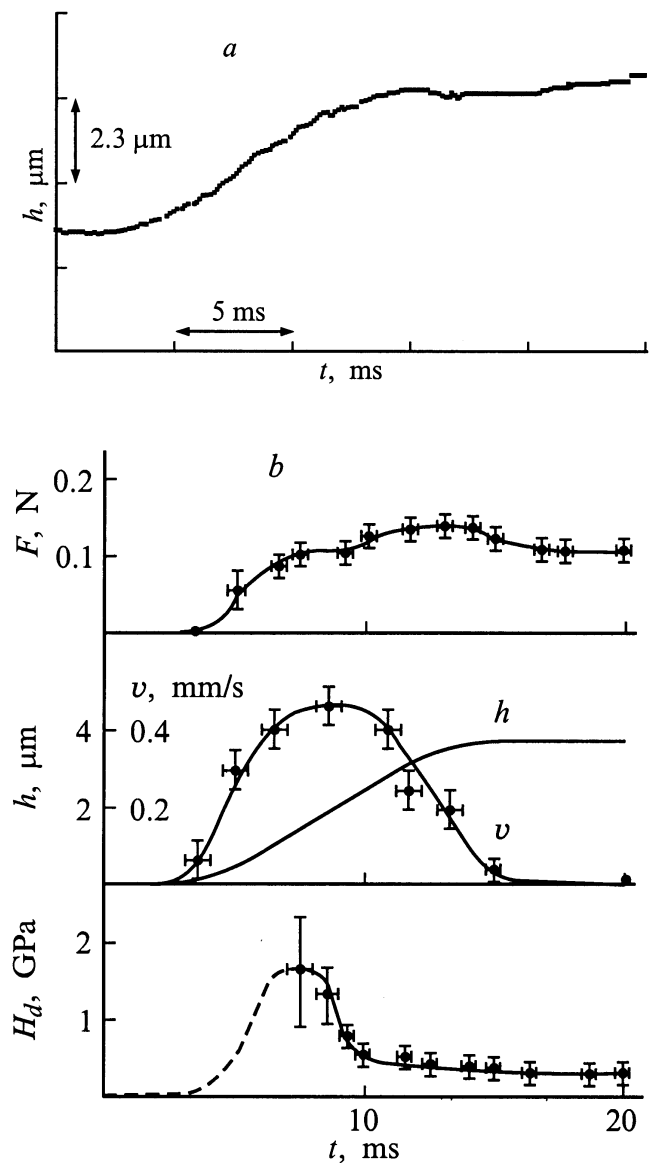 a
2.3 μm
h, μm
5 ms
t, ms
b
0.2
0.1
F, N
v, mm/s
h
4
0.4
2
0.2
h, μm
v
2
1
H_d, GPa
10
20
t, ms